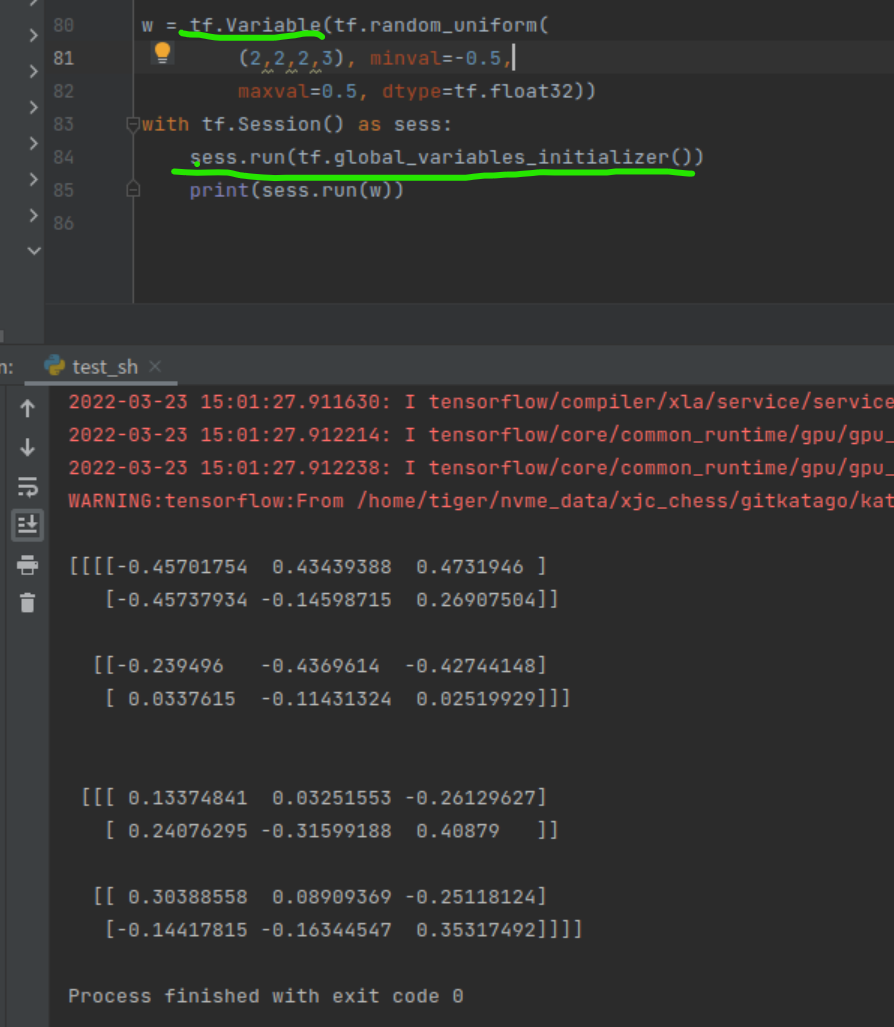 80 w = tf.Variable(tf.random_uniform(
81 (2,2,2,3), minval=-0.5,
82 maxval=0.5, dtype=tf.float32))
83 with tf.Session() as sess:
84 sess.run(tf.global_variables_initializer())
85 print(sess.run(w))
86
n: test_sh
2022-03-23 15:01:27.911630: I tensorflow/compiler/xla/service/service
2022-03-23 15:01:27.912214: I tensorflow/core/common_runtime/gpu/gpu_
2022-03-23 15:01:27.912238: I tensorflow/core/common_runtime/gpu/gpu_
WARNING:tensorflow:From /home/tiger/nvme_data/xjc_chess/gitkatago/kat
[[[[-0.45701754 0.43439388 0.4731946 ]
[-0.45737934 -0.14598715 0.26907504]]
[[-0.239496 -0.4369614 -0.42744148]
[ 0.0337615 -0.11431324 0.02519929]]]
[[[ 0.13374841 0.03251553 -0.26129627]
[ 0.24076295 -0.31599188 0.40879 ]]
[[ 0.30388558 0.08909369 -0.25118124]
[-0.14417815 -0.16344547 0.35317492]]]]
Process finished with exit code 0